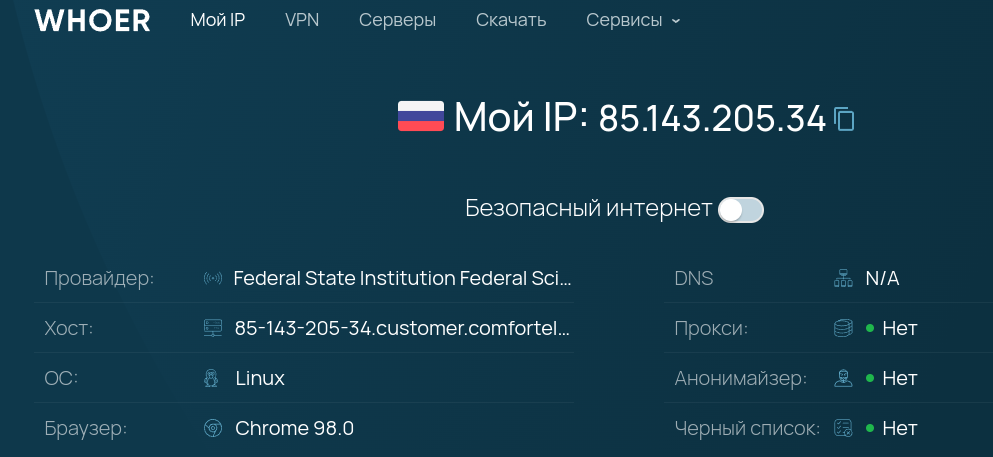 WHOER Мой IP VPN Серверы Скачать Сервисы
Мой IP: 85.143.205.34
Безопасный интернет
Провайдер: Federal State Institution Federal Sci...
DNS N/A
Хост: 85-143-205-34.customer.comfortel...
Прокси: Нет
ОС: Linux
Анонимайзер: Нет
Браузер: Chrome 98.0
Черный список: Нет